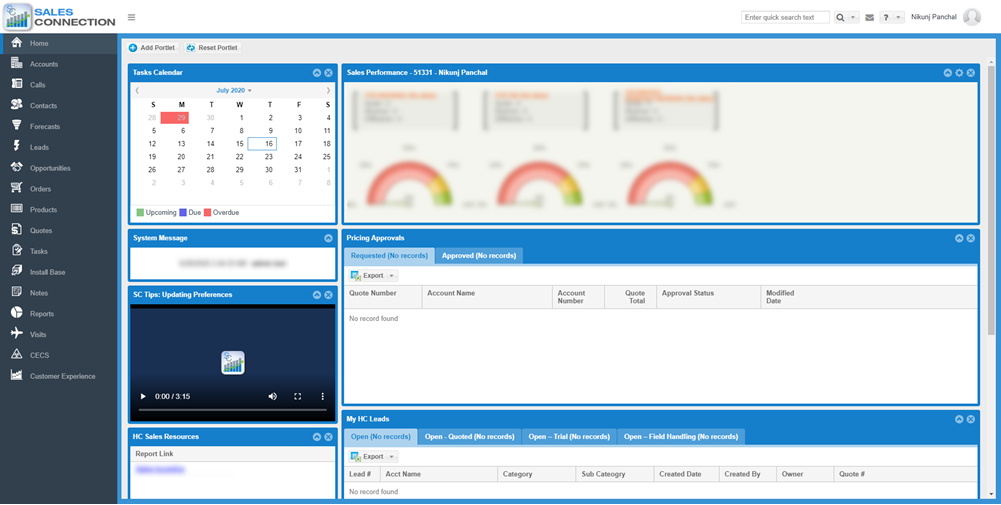 SALES
CONNECTION
Enter quick search text
?
Nikunj Panchal
Home
Accounts
Calls
Contacts
Forecasts
Leads
Opportunities
Orders
Products
Quotes
Tasks
Install Base
Notes
Reports
Visits
CECS
Customer Experience
Add Portlet
Reset Portlet
Tasks Calendar
July 2020
S M T W T F S
28 29 30 1 2 3 4
5 6 7 8 9 10 11
12 13 14 15 16 17 18
19 20 21 22 23 24 25
26 27 28 29 30 31 1
2 3 4 5 6 7 8
Upcoming Due Overdue
System Message
SC Tips: Updating Preferences
0:00 / 3:15
HC Sales Resources
Report Link
Sales Performance - 51331 - Nikunj Panchal
Pricing Approvals
Requested (No records) Approved (No records)
Export
Quote Number Account Name Account Number Quote Total Approval Status Modified Date
No record found
My HC Leads
Open (No records) Open - Quoted (No records) Open – Trial (No records) Open – Field Handling (No records)
Export
Lead # Acct Name Category Sub Cateogry Created Date Created By Owner Quote #
No record found